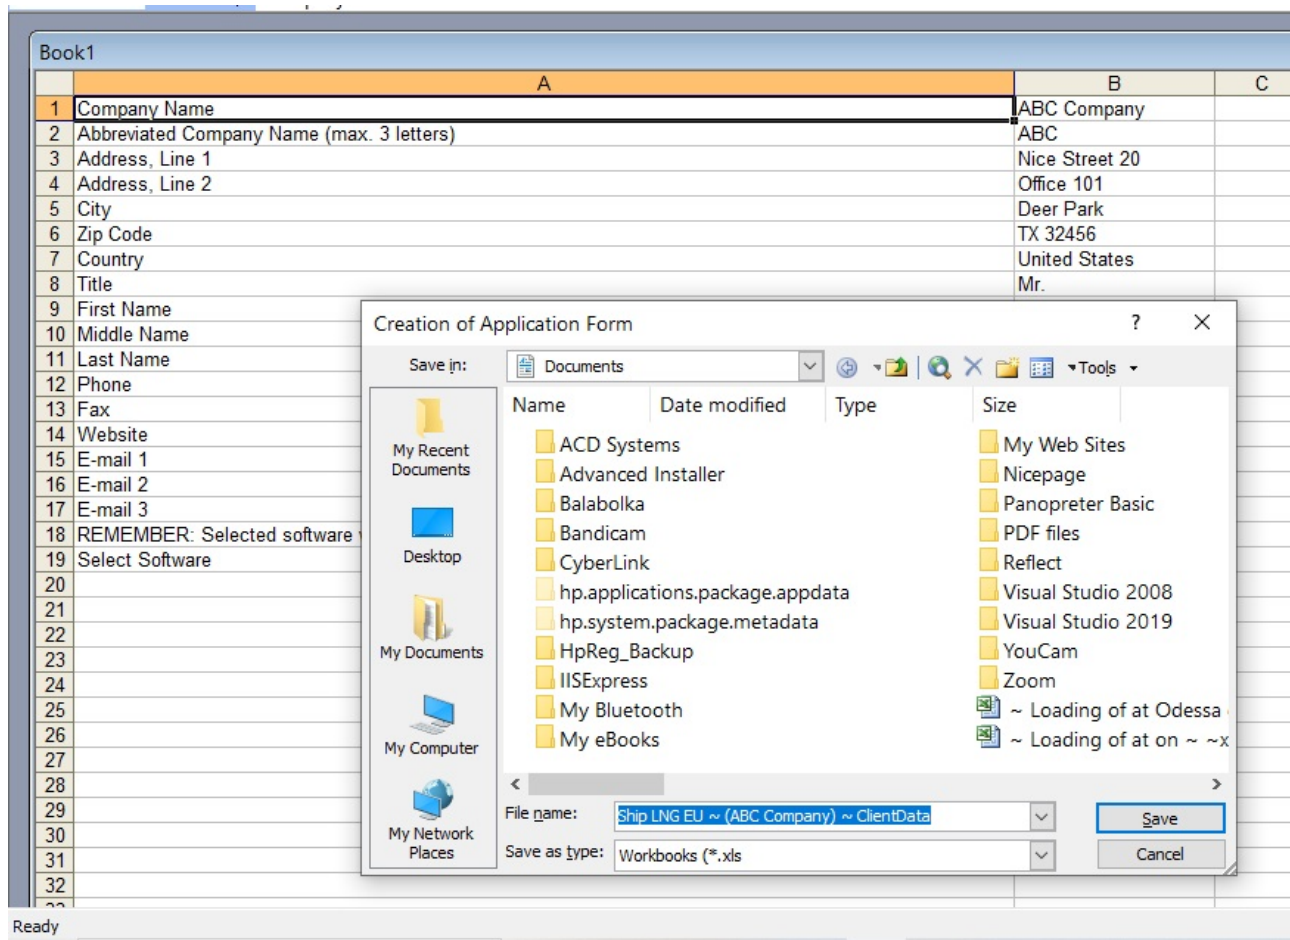 Book1
A B C
1 Company Name ABC Company
2 Abbreviated Company Name (max. 3 letters) ABC
3 Address, Line 1 Nice Street 20
4 Address, Line 2 Office 101
5 City Deer Park
6 Zip Code TX 32456
7 Country United States
8 Title Mr.
9 First Name
10 Middle Name
11 Last Name
12 Phone
13 Fax
14 Website
15 E-mail 1
16 E-mail 2
17 E-mail 3
18 REMEMBER: Selected software
19 Select Software
20
21
22
23
24
25
26
27
28
29
30
31
32
Creation of Application Form ?
Save in: Documents Tools
Name Date modified Type Size
My Recent Documents
Desktop
My Documents
My Computer
My Network Places
ACD Systems
Advanced Installer
Balabolka
Bandicam
CyberLink
hp.applications.package.appdata
hp.system.package.metadata
HpReg_Backup
IISExpress
My Bluetooth
My eBooks
My Web Sites
Nicepage
Panopreter Basic
PDF files
Reflect
Visual Studio 2008
Visual Studio 2019
YouCam
Zoom
~ Loading of at Odessa
~ Loading of at on ~ ~x
File name: Ship LNG EU ~ (ABC Company) ~ ClientData Save
Save as type: Workbooks (*.xls Cancel
Ready